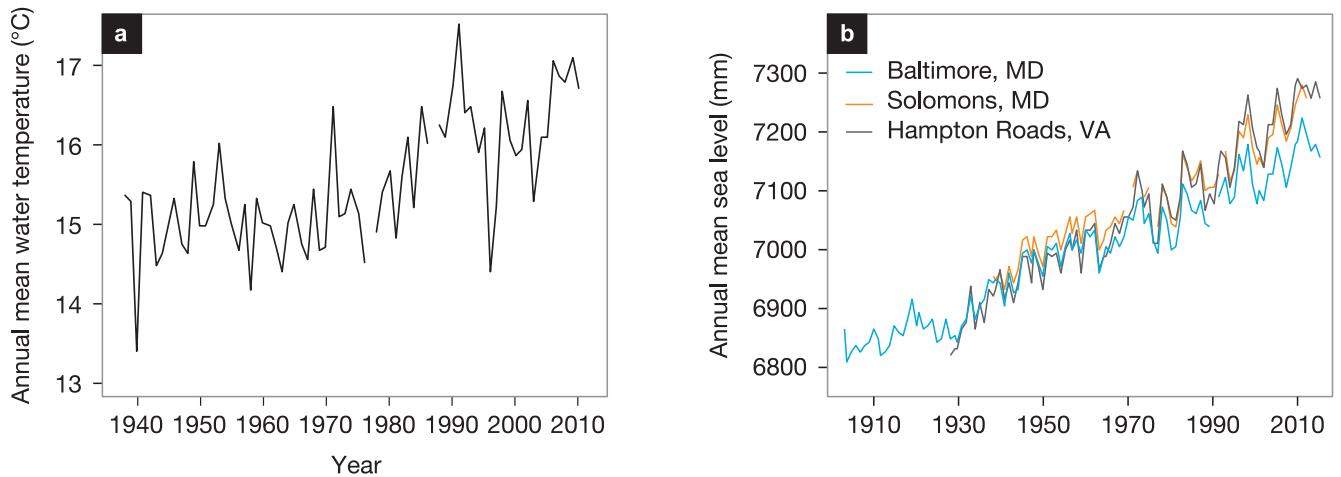 a
Annual mean water temperature (°C)
17
16
15
14
13
1940 1950 1960 1970 1980 1990 2000 2010
Year
b
Annual mean sea level (mm)
7300
7200
7100
7000
6900
6800
Baltimore, MD
Solomons, MD
Hampton Roads, VA
1910 1930 1950 1970 1990 2010